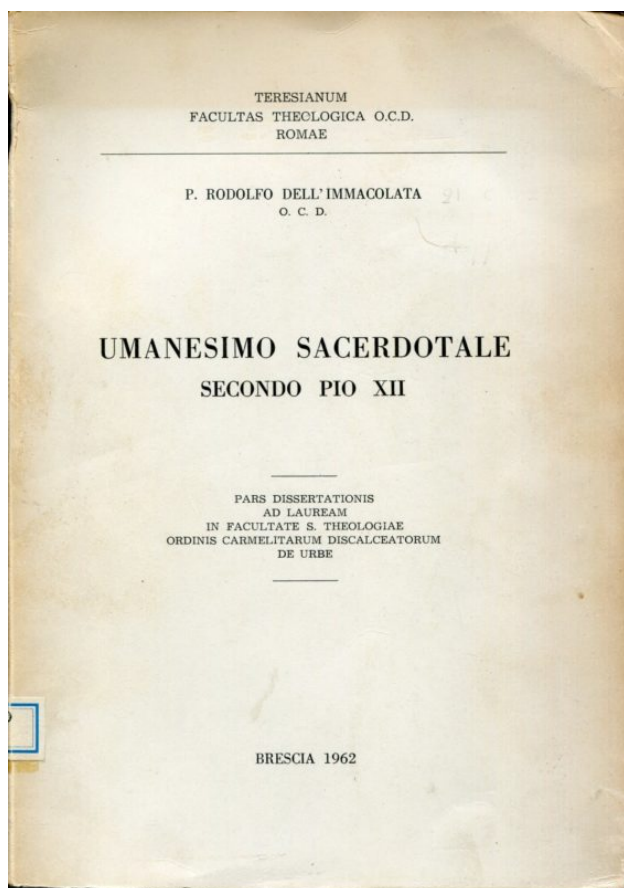 TERESIANUM
FACULTAS THEOLOGICA O.C.D.
ROMAE
P. RODOLFO DELL'IMMACOLATA
O. C. D.
UMANESIMO SACERDOTALE
SECONDO PIO XII
PARS DISSERTATIONIS
AD LAUREAM
IN FACULTATE S. THEOLOGIAE
ORDINIS CARMELITARUM DISCALCEATORUM
DE URBE
BRESCIA 1962